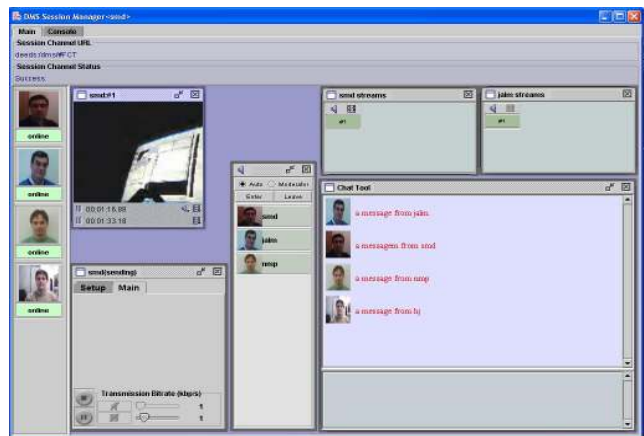 DMS Session Manager<smd>
Main Console
Session Channel URL
deeds:/dms/#FCT
Session Channel Status
Success
online
online
online
online
smd:#1
00:01:15.88
00:01:33.18
smd(sending)
Setup Main
Transmission Bitrate (kbps)
1
1
Auto Moderator
Enter Leave
smd
jalm
nmp
smd streams
#1
jalm streams
#1
Chat Tool
a message from jalm.
a messagem from smd
a message from nmp
a message from hj